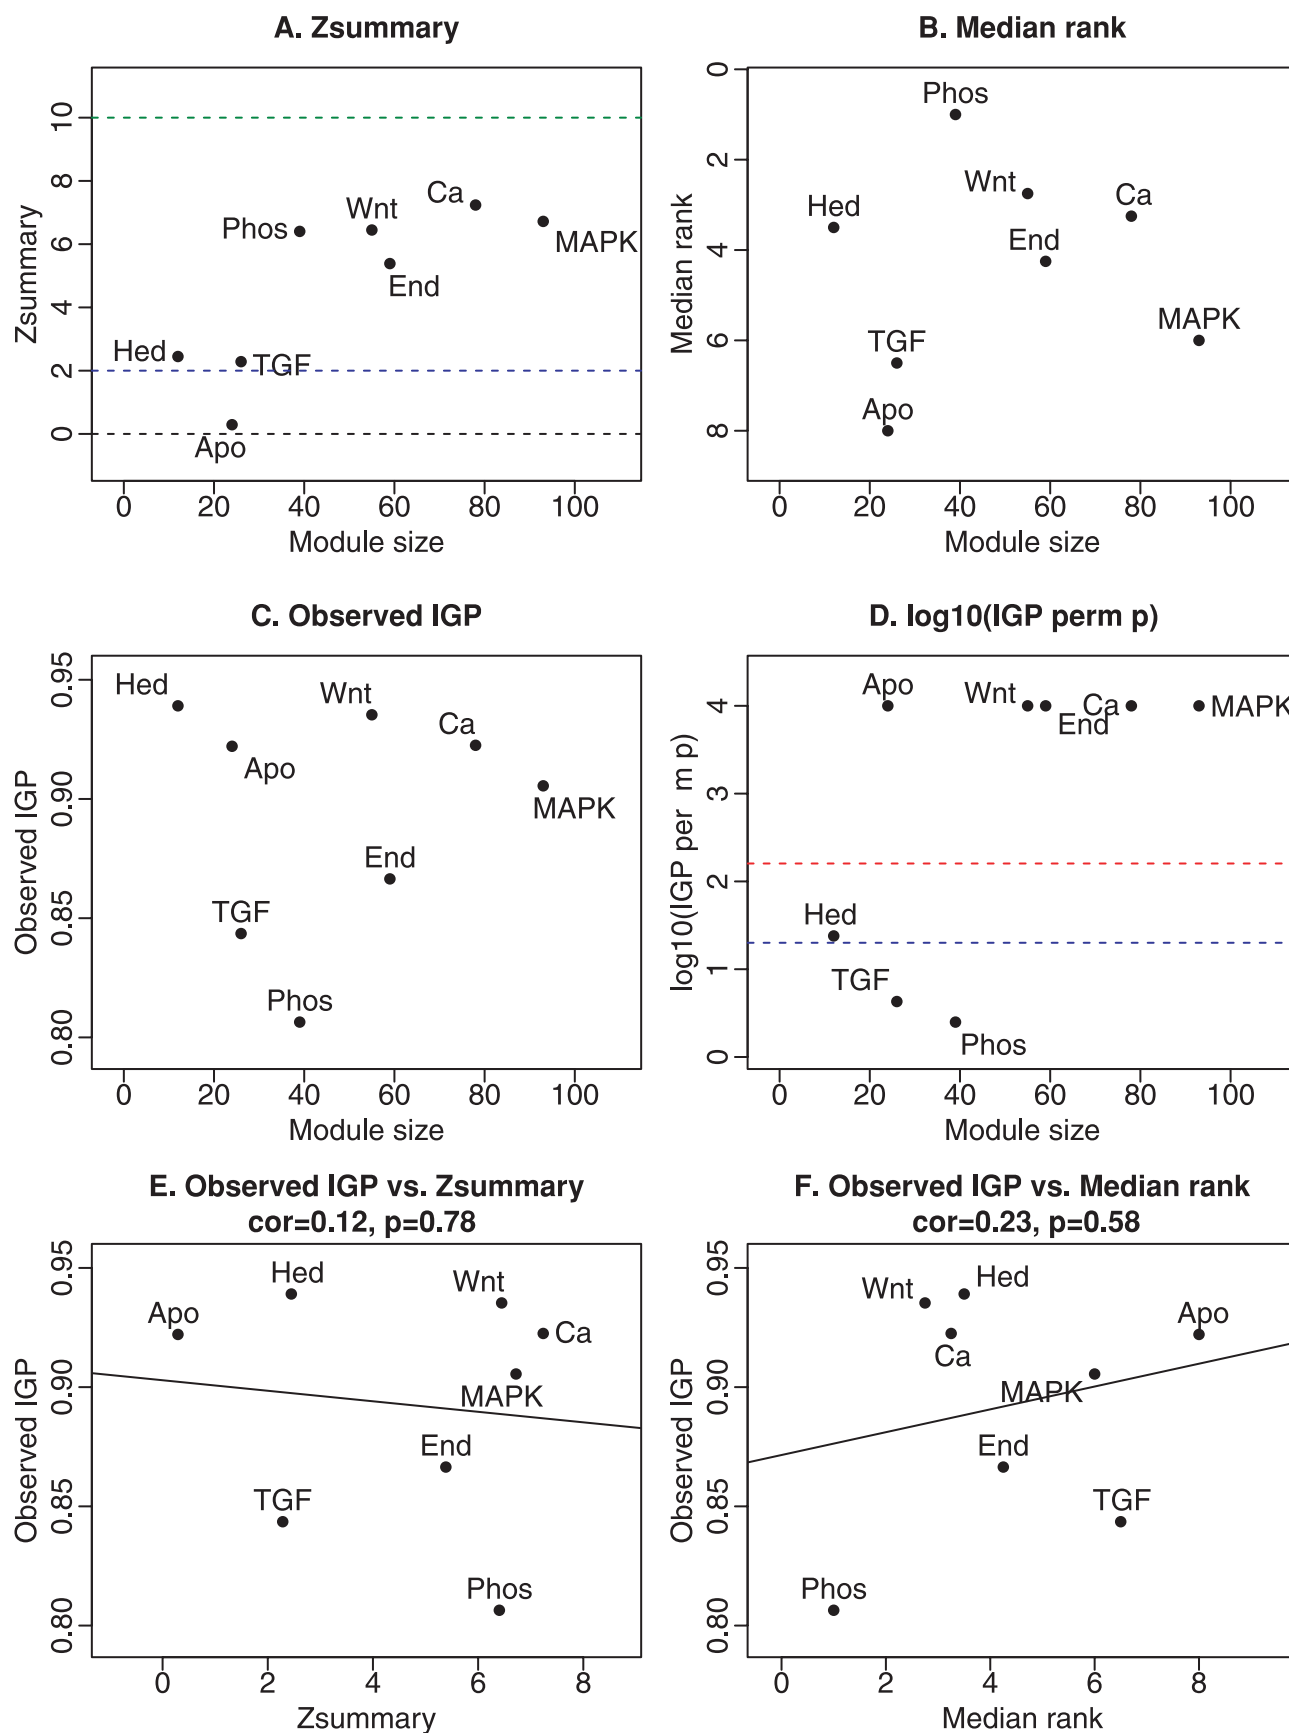 A. Zsummary
Zsummary
10
8
6
4
2
0
Phos
Wnt
Ca
MAPK
End
Hed
TGF
Apo
0 20 40 60 80 100
Module size
B. Median rank
Median rank
0
2
4
6
8
Phos
Hed
Wnt
Ca
End
TGF
MAPK
Apo
0 20 40 60 80 100
Module size
C. Observed IGP
Observed IGP
0.95
0.90
0.85
0.80
Hed
Wnt
Ca
Apo
MAPK
End
TGF
Phos
0 20 40 60 80 100
Module size
D. log10(IGP perm p)
log10(IGP per m p)
4
3
2
1
0
Apo
Wnt
End
Ca
MAPK
Hed
TGF
Phos
0 20 40 60 80 100
Module size
E. Observed IGP vs. Zsummary
cor=0.12, p=0.78
Observed IGP
0.95
0.90
0.85
0.80
Apo
Hed
Wnt
Ca
MAPK
End
TGF
Phos
0 2 4 6 8
Zsummary
F. Observed IGP vs. Median rank
cor=0.23, p=0.58
Observed IGP
0.95
0.90
0.85
0.80
Wnt
Hed
Ca
Apo
MAPK
End
TGF
Phos
0 2 4 6 8
Median rank